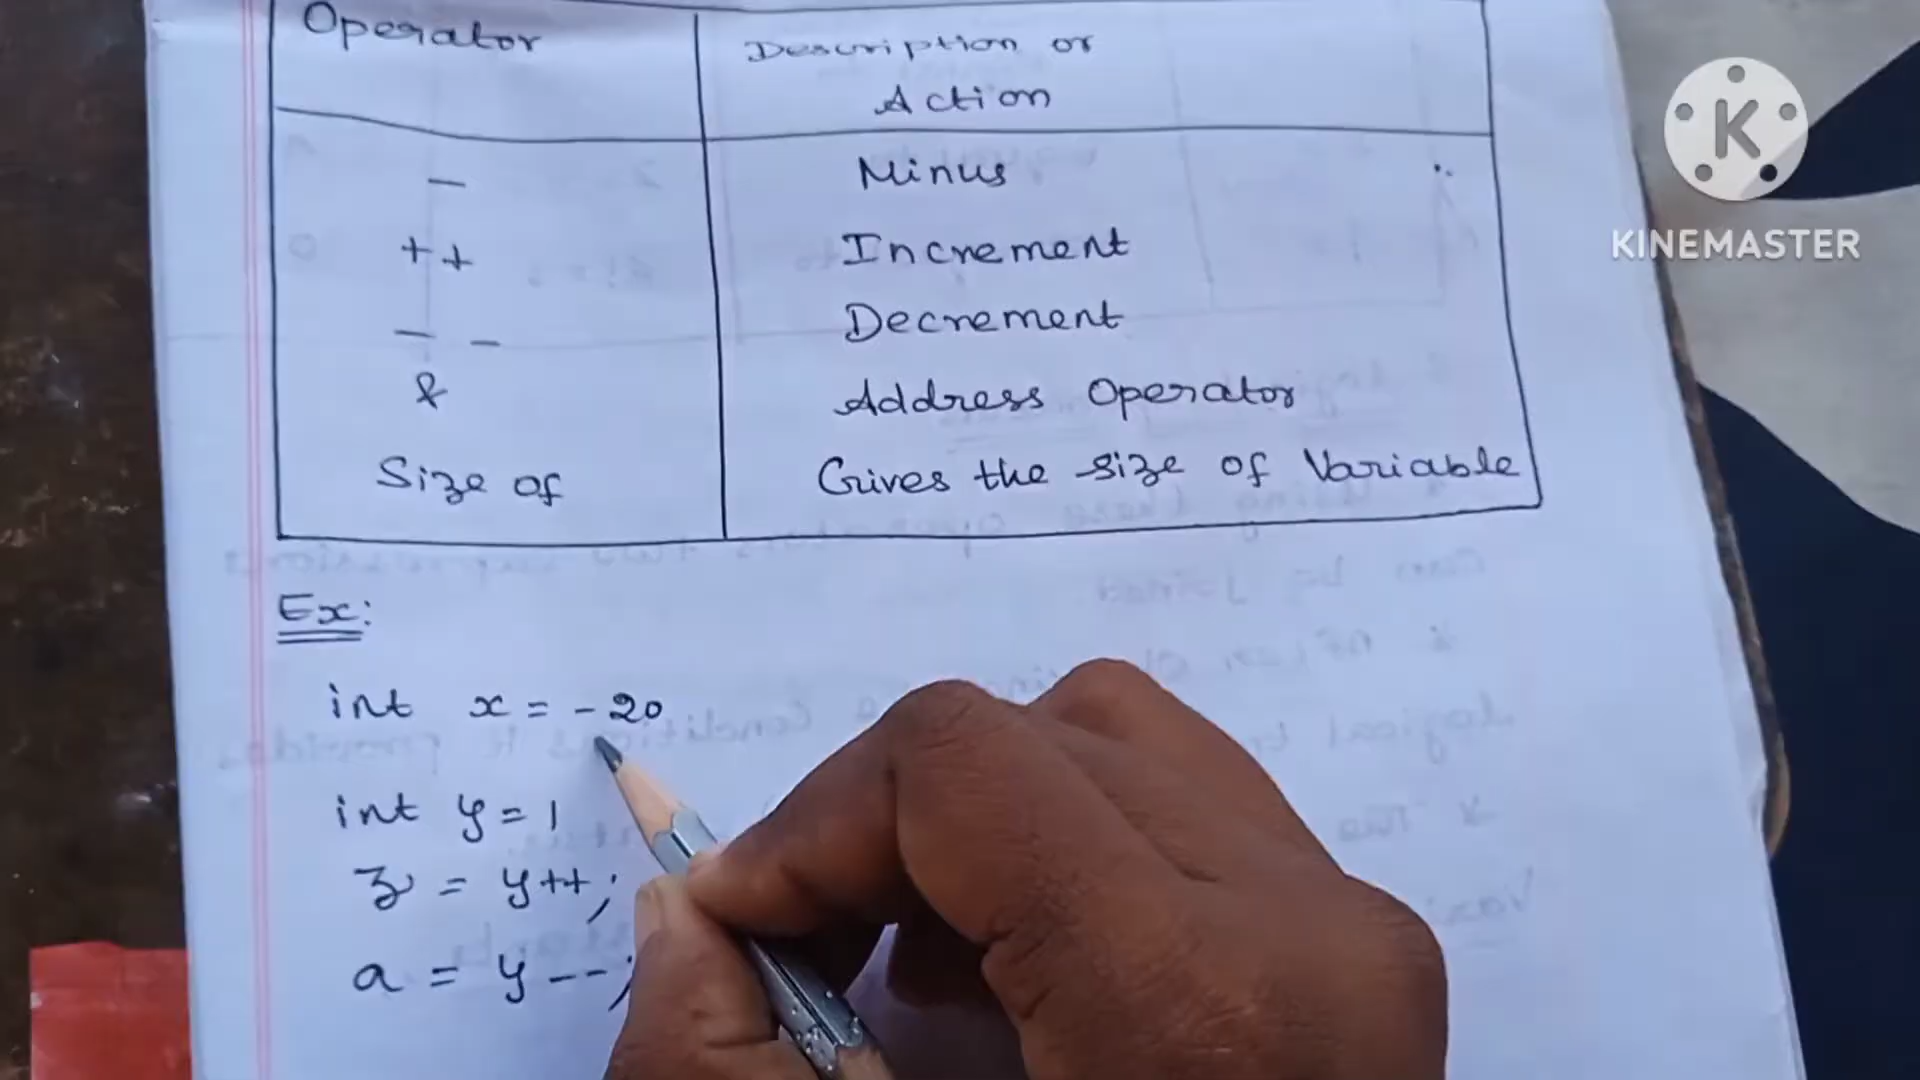 Operator Description or
Action
- Minus
++ Increment
-- Decrement
& Address Operator
Size of Gives the size of Variable
Ex:
int x = -20
int y = 1
z = y++;
a = y--;
K
KINEMASTER